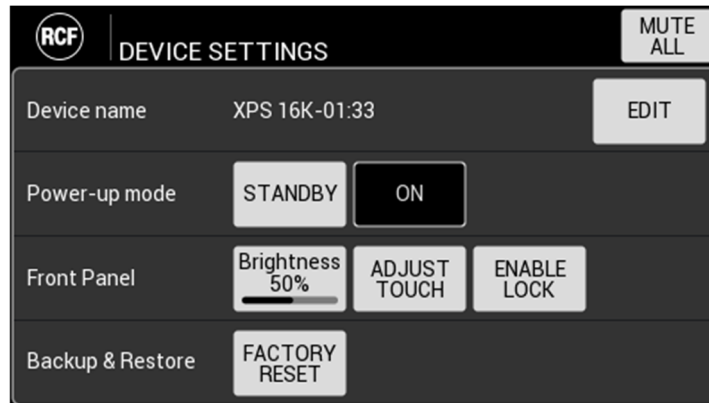 RCF
DEVICE SETTINGS
MUTE
ALL
Device name
XPS 16K-01:33
EDIT
Power-up mode
STANDBY
ON
Front Panel
Brightness
50%
ADJUST
TOUCH
ENABLE
LOCK
Backup & Restore
FACTORY
RESET